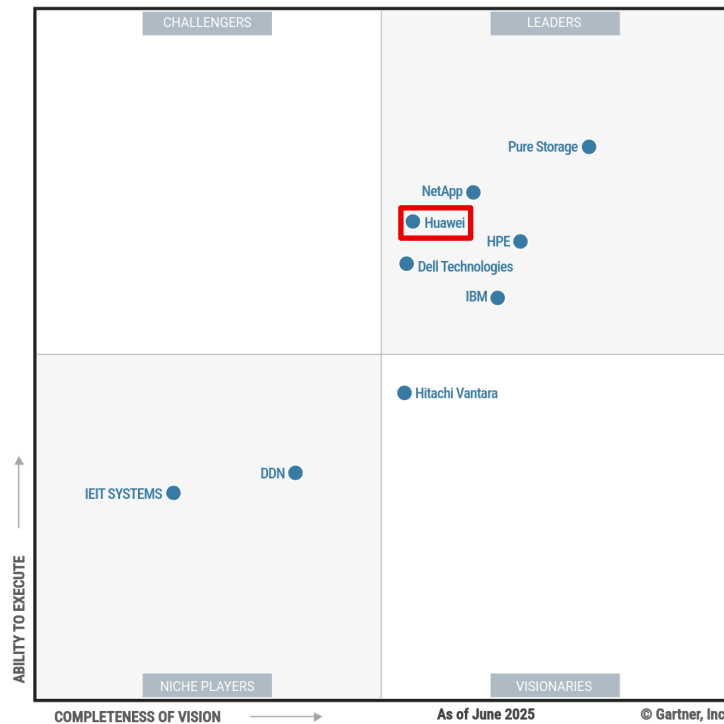 CHALLENGERS
LEADERS
Pure Storage
NetApp
Huawei
HPE
Dell Technologies
IBM
Hitachi Vantara
DDN
IEIT SYSTEMS
ABILITY TO EXECUTE
NICHE PLAYERS
VISIONARIES
COMPLETENESS OF VISION
As of June 2025
© Gartner, Inc